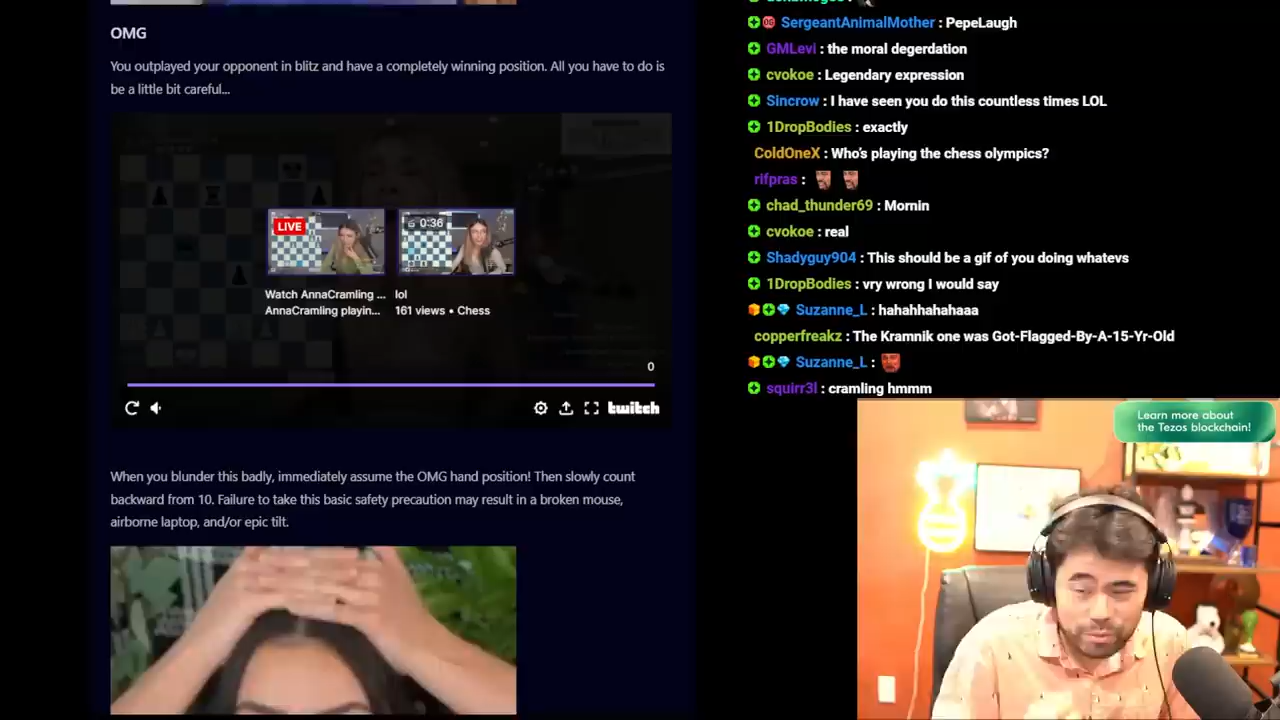 OMG
You outplayed your opponent in blitz and have a completely winning position. All you have to do is
be a little bit careful...
LIVE
0:36
Watch AnnaCramling ...
AnnaCramling playin...
lol
161 views • Chess
0
twitch
When you blunder this badly, immediately assume the OMG hand position! Then slowly count
backward from 10. Failure to take this basic safety precaution may result in a broken mouse,
airborne laptop, and/or epic tilt.
SergeantAnimalMother : PepeLaugh
GMLevi : the moral degerdation
cvokoe : Legendary expression
Sincrow : I have seen you do this countless times LOL
1DropBodies : exactly
ColdOneX : Who's playing the chess olympics?
rifpras :
chad_thunder69 : Mornin
cvokoe : real
Shadyguy904 : This should be a gif of you doing whatevs
1DropBodies : vry wrong I would say
Suzanne_L : hahahhahahaaa
copperfreakz : The Kramnik one was Got-Flagged-By-A-15-Yr-Old
Suzanne_L :
squirr3l : cramling hmmm
Learn more about
the Tezos blockchain!